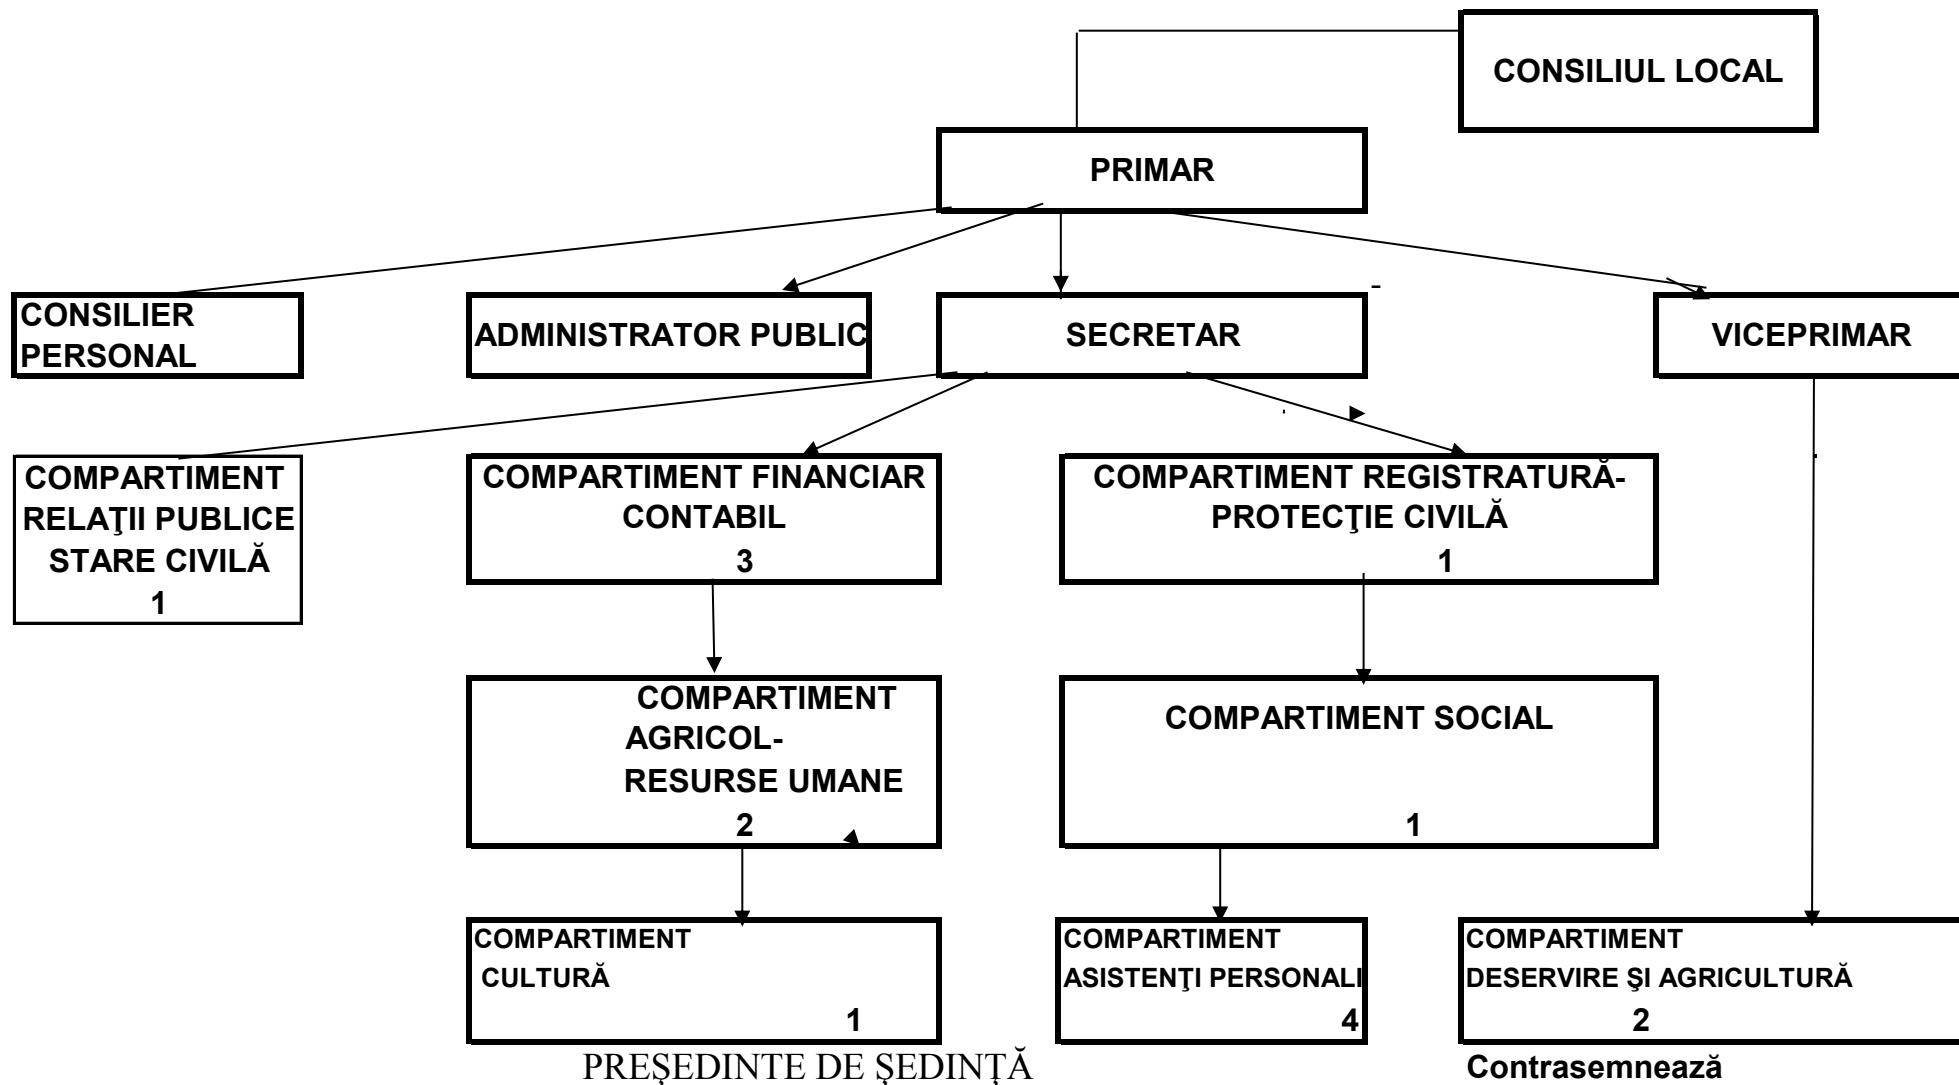 CONSILIUL LOCAL
PRIMAR
CONSILIER
PERSONAL
ADMINISTRATOR PUBLIC
SECRETAR
VICEPRIMAR
COMPARTIMENT
RELAŢII PUBLICE
STARE CIVILĂ
1
COMPARTIMENT FINANCIAR
CONTABIL
3
COMPARTIMENT REGISTRATURĂ-
PROTECŢIE CIVILĂ
1
COMPARTIMENT
AGRICOL-
RESURSE UMANE
2
COMPARTIMENT SOCIAL
1
COMPARTIMENT
CULTURĂ
1
COMPARTIMENT
ASISTENŢI PERSONALI
4
COMPARTIMENT
DESERVIRE ŞI AGRICULTURĂ
2
PREŞEDINTE DE ŞEDINŢĂ
Contrasemnează